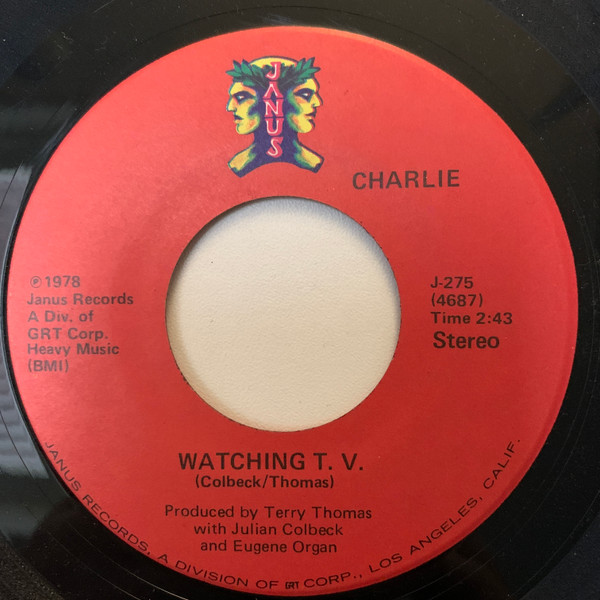 JANUS
CHARLIE
℗ 1978
Janus Records
A Div. of
GRT Corp.
Heavy Music
(BMI)
J-275
(4687)
Time 2:43
Stereo
WATCHING T. V.
(Colbeck/Thomas)
Produced by Terry Thomas
with Julian Colbeck
and Eugene Organ
JANUS RECORDS, A DIVISION OF GRT CORP., LOS ANGELES, CALIF.